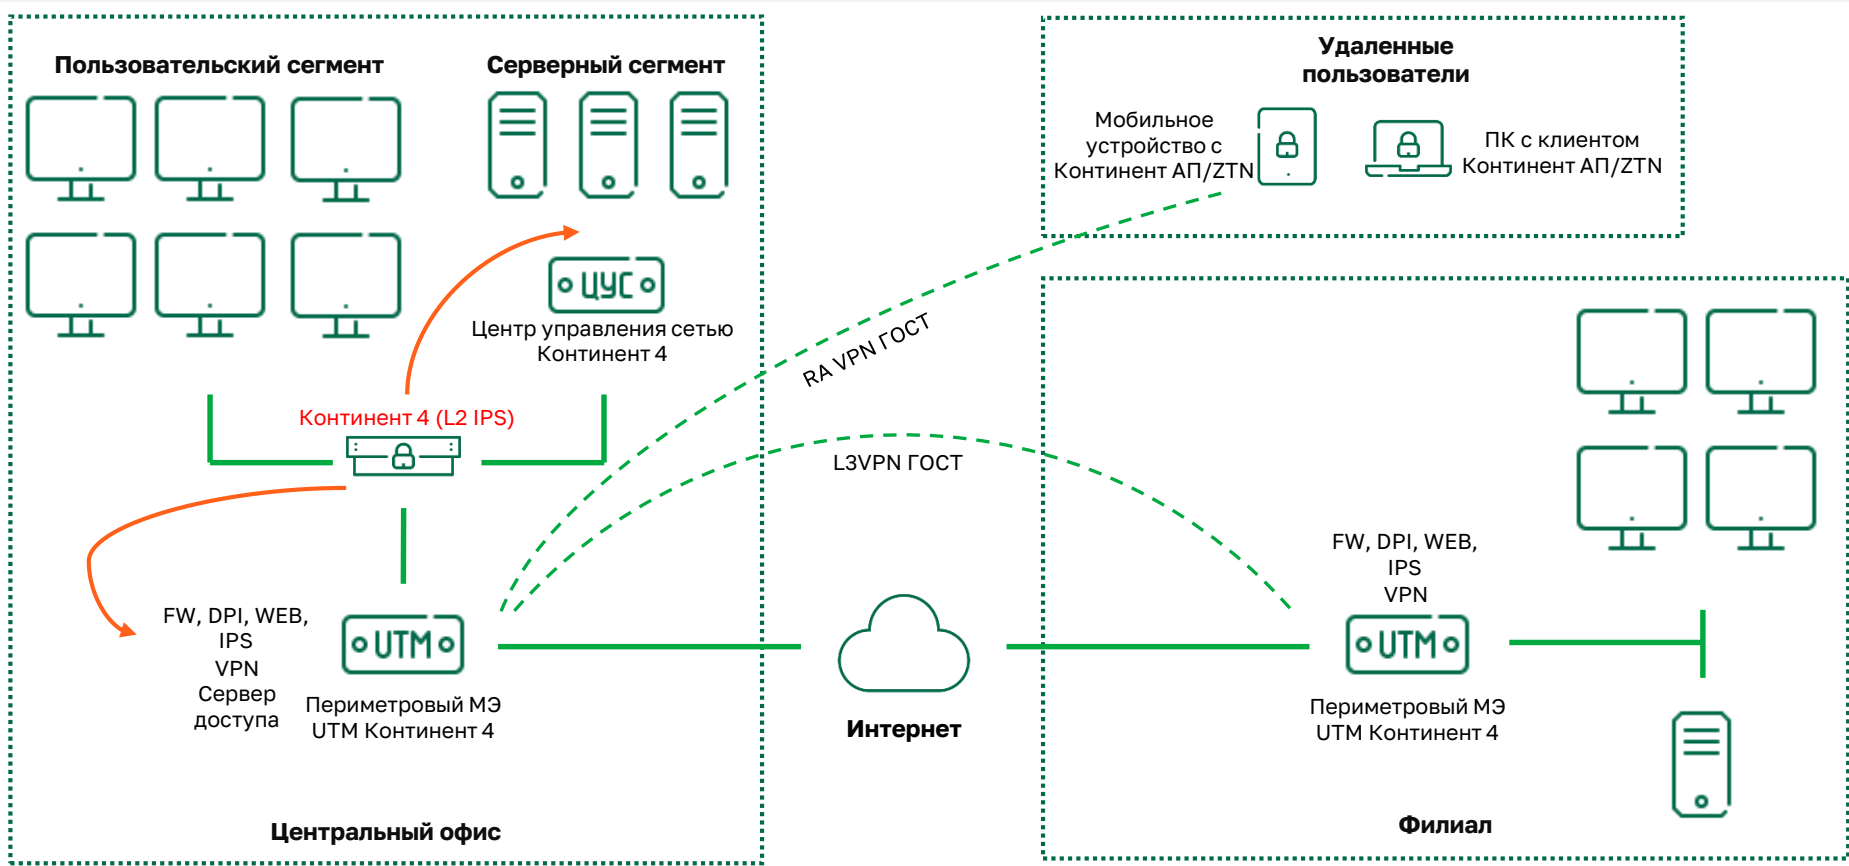 Пользовательский сегмент
Серверный сегмент
ЦУС
Центр управления сетью
Континент 4
Континент 4 (L2 IPS)
FW, DPI, WEB,
IPS
VPN
Сервер
доступа
UTM
Периметровый МЭ
UTM Континент 4
Центральный офис
RA VPN ГОСТ
L3VPN ГОСТ
Интернет
Удаленные
пользователи
Мобильное
устройство с
Континент АП/ZTN
ПК с клиентом
Континент АП/ZTN
FW, DPI, WEB,
IPS
VPN
UTM
Периметровый МЭ
UTM Континент 4
Филиал